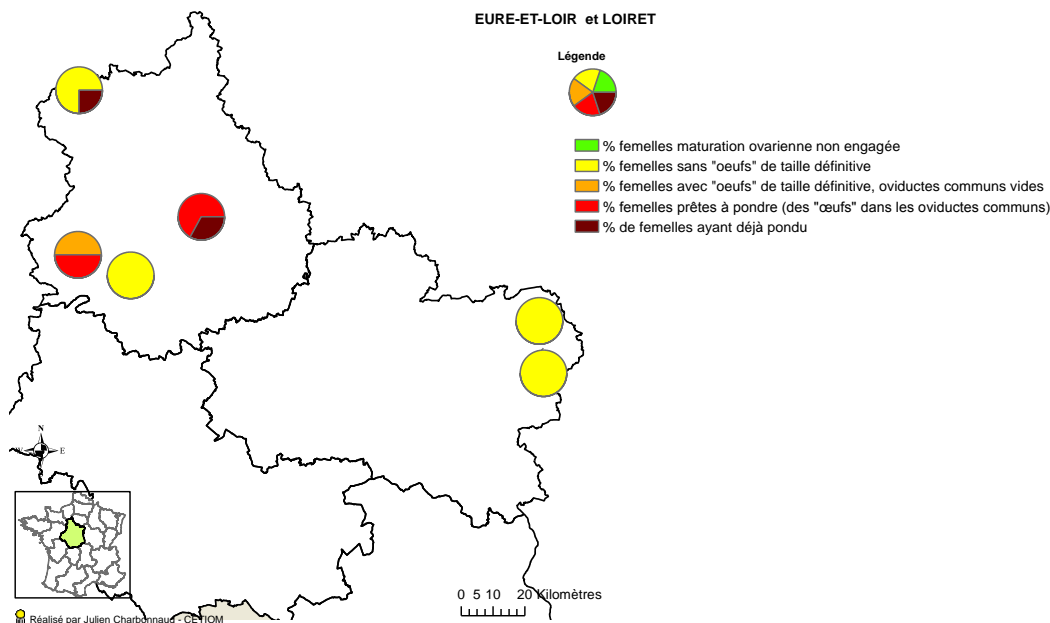 EURE-ET-LOIR et LOIRET
Légende
% femelles maturation ovarienne non engagée
% femelles sans "oeufs" de taille définitive
% femelles avec "oeufs" de taille définitive, oviductes communs vides
% femelles prêtes à pondre (des "œufs" dans les oviductes communs)
% de femelles ayant déjà pondu
N
E
0 5 10 20 Kilomètres
Réalisé par Julien Charbonnaud - CETIOM